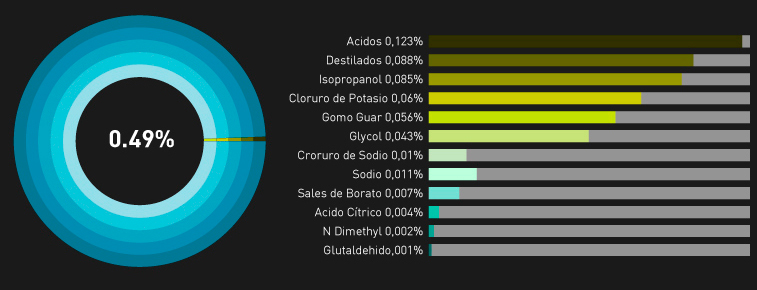 0.49%
Acidos 0,123%
Destilados 0,088%
Isopropanol 0,085%
Cloruro de Potasio 0,06%
Gomo Guar 0,056%
Glycol 0,043%
Croruro de Sodio 0,01%
Sodio 0,011%
Sales de Borato 0,007%
Acido Cítrico 0,004%
N Dimethyl 0,002%
Glutaldehido,001%